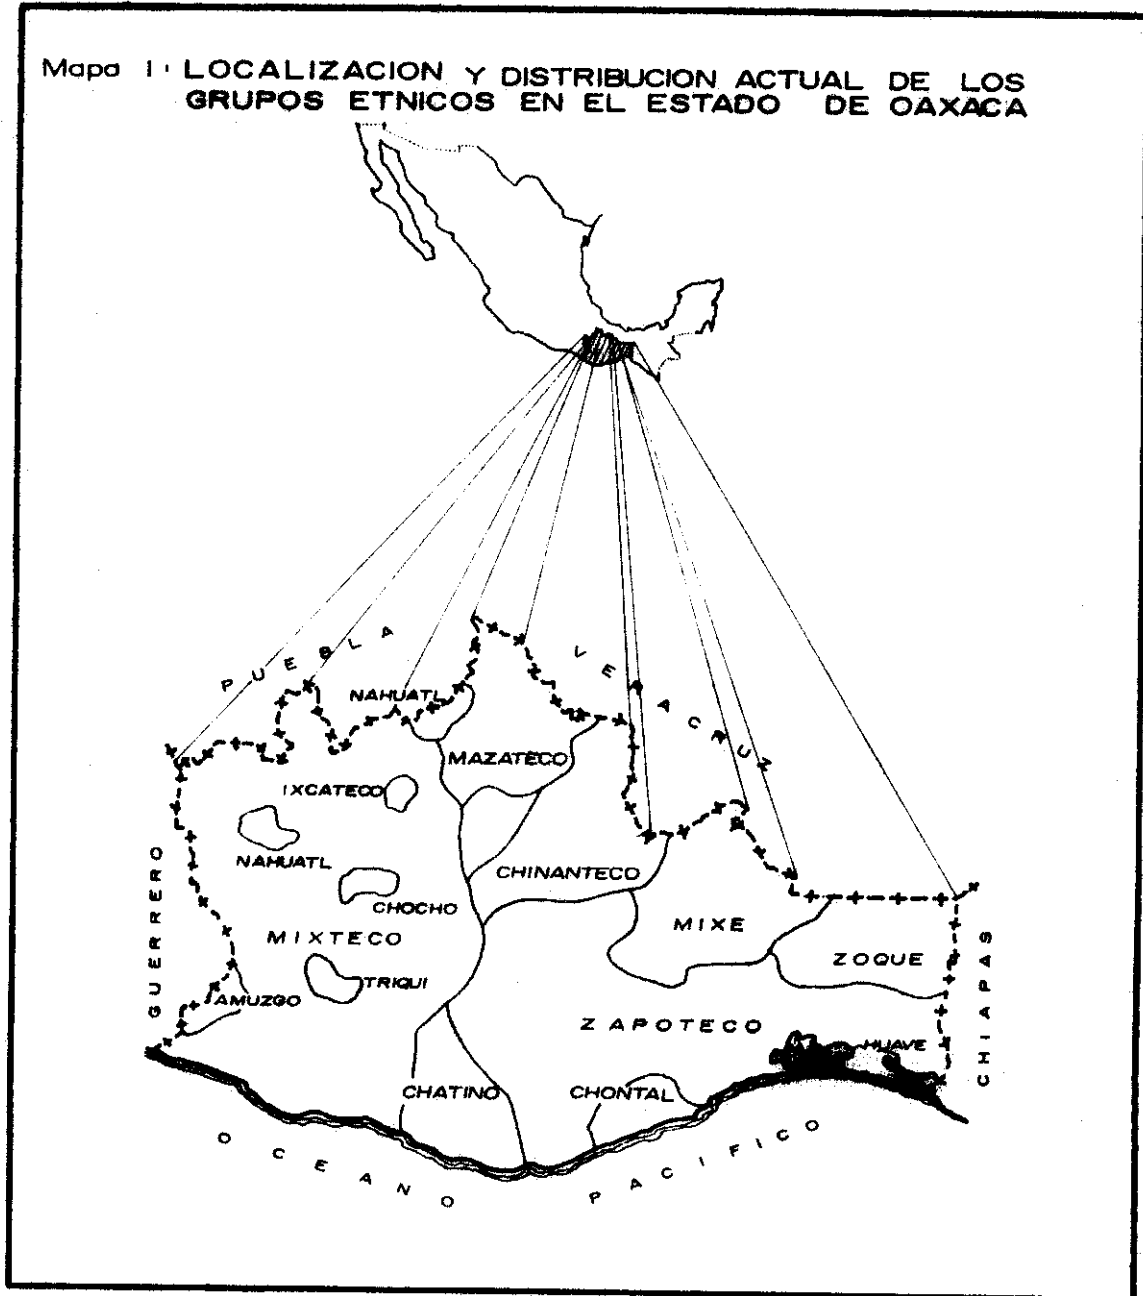 Mapa 1. LOCALIZACION Y DISTRIBUCION ACTUAL DE LOS
GRUPOS ETNICOS EN EL ESTADO DE OAXACA
PUEBLA
VERACRUZ
NAHUATL
MAZATECO
IXCATECO
NAHUATL
CHINANTECO
CHOCHO
GUERRERO
MIXTECO
MIXE
ZOQUE
CHIAPAS
TRIQUI
AMUZGO
ZAPOTECO
HUAVE
CHATINO
CHONTAL
OCEANO PACIFICO